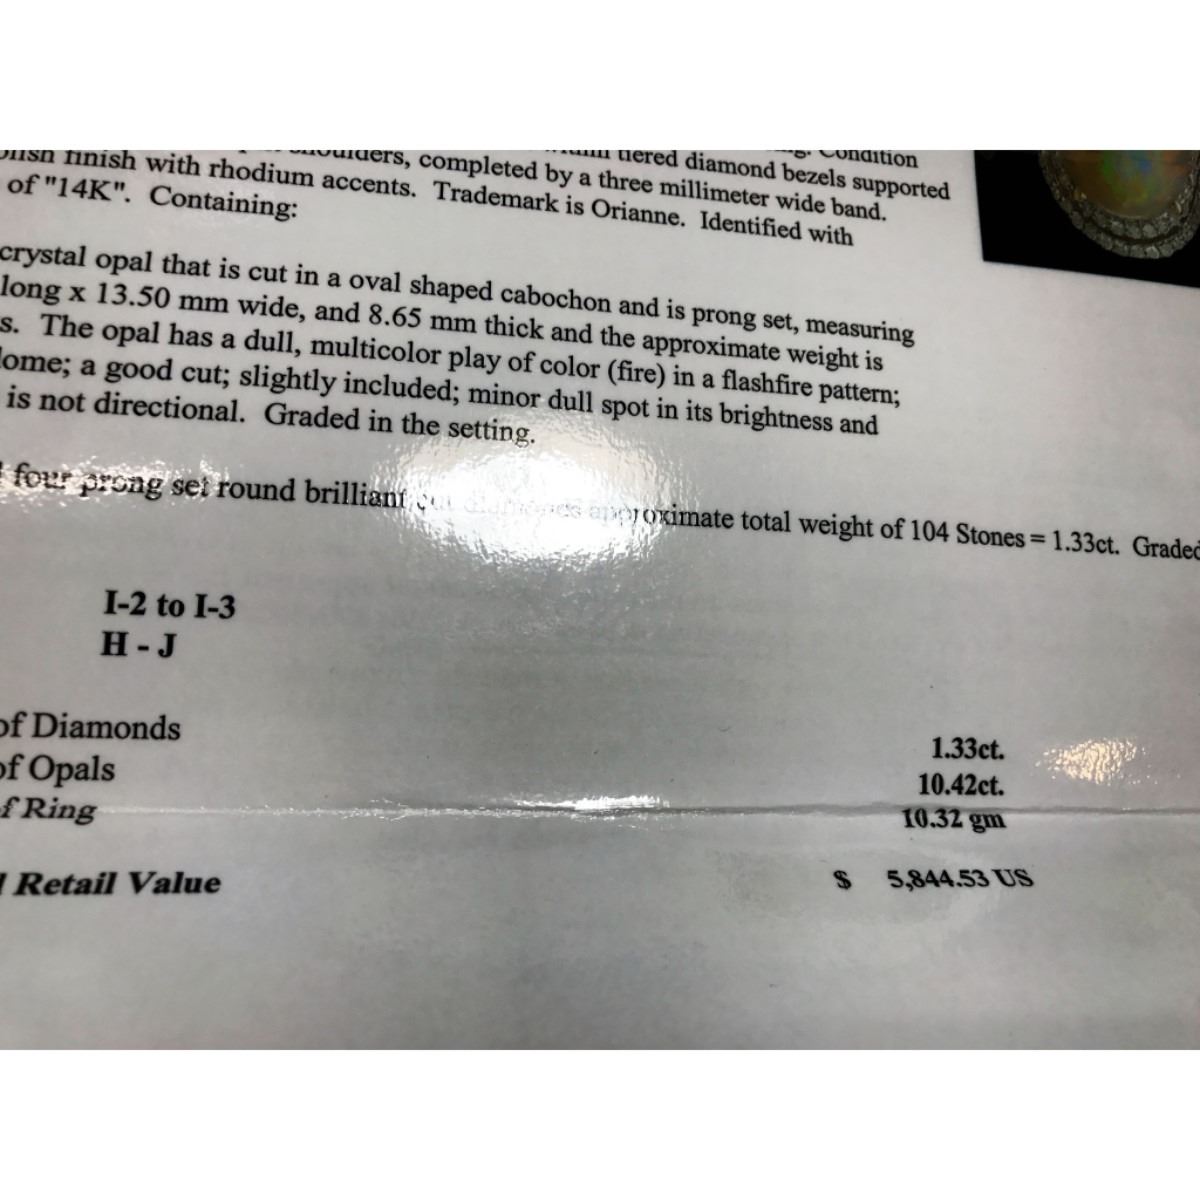 Condition
tiered diamond bezels supported
completed by a three millimeter wide band.
finish with rhodium accents. Trademark is Orianne. Identified with
of "14K". Containing:
crystal opal that is cut in a oval shaped cabochon and is prong set, measuring
long x 13.50 mm wide, and 8.65 mm thick and the approximate weight is
s. The opal has a dull, multicolor play of color (fire) in a flashfire pattern;
ome; a good cut; slightly included; minor dull spot in its brightness and
is not directional. Graded in the setting.
four prong set round brilliant cut diamonds approximate total weight of 104 Stones = 1.33ct. Graded
I-2 to I-3
H - J
of Diamonds 1.33ct.
of Opals 10.42ct.
f Ring 10.32 gm
Retail Value $ 5,844.53 US